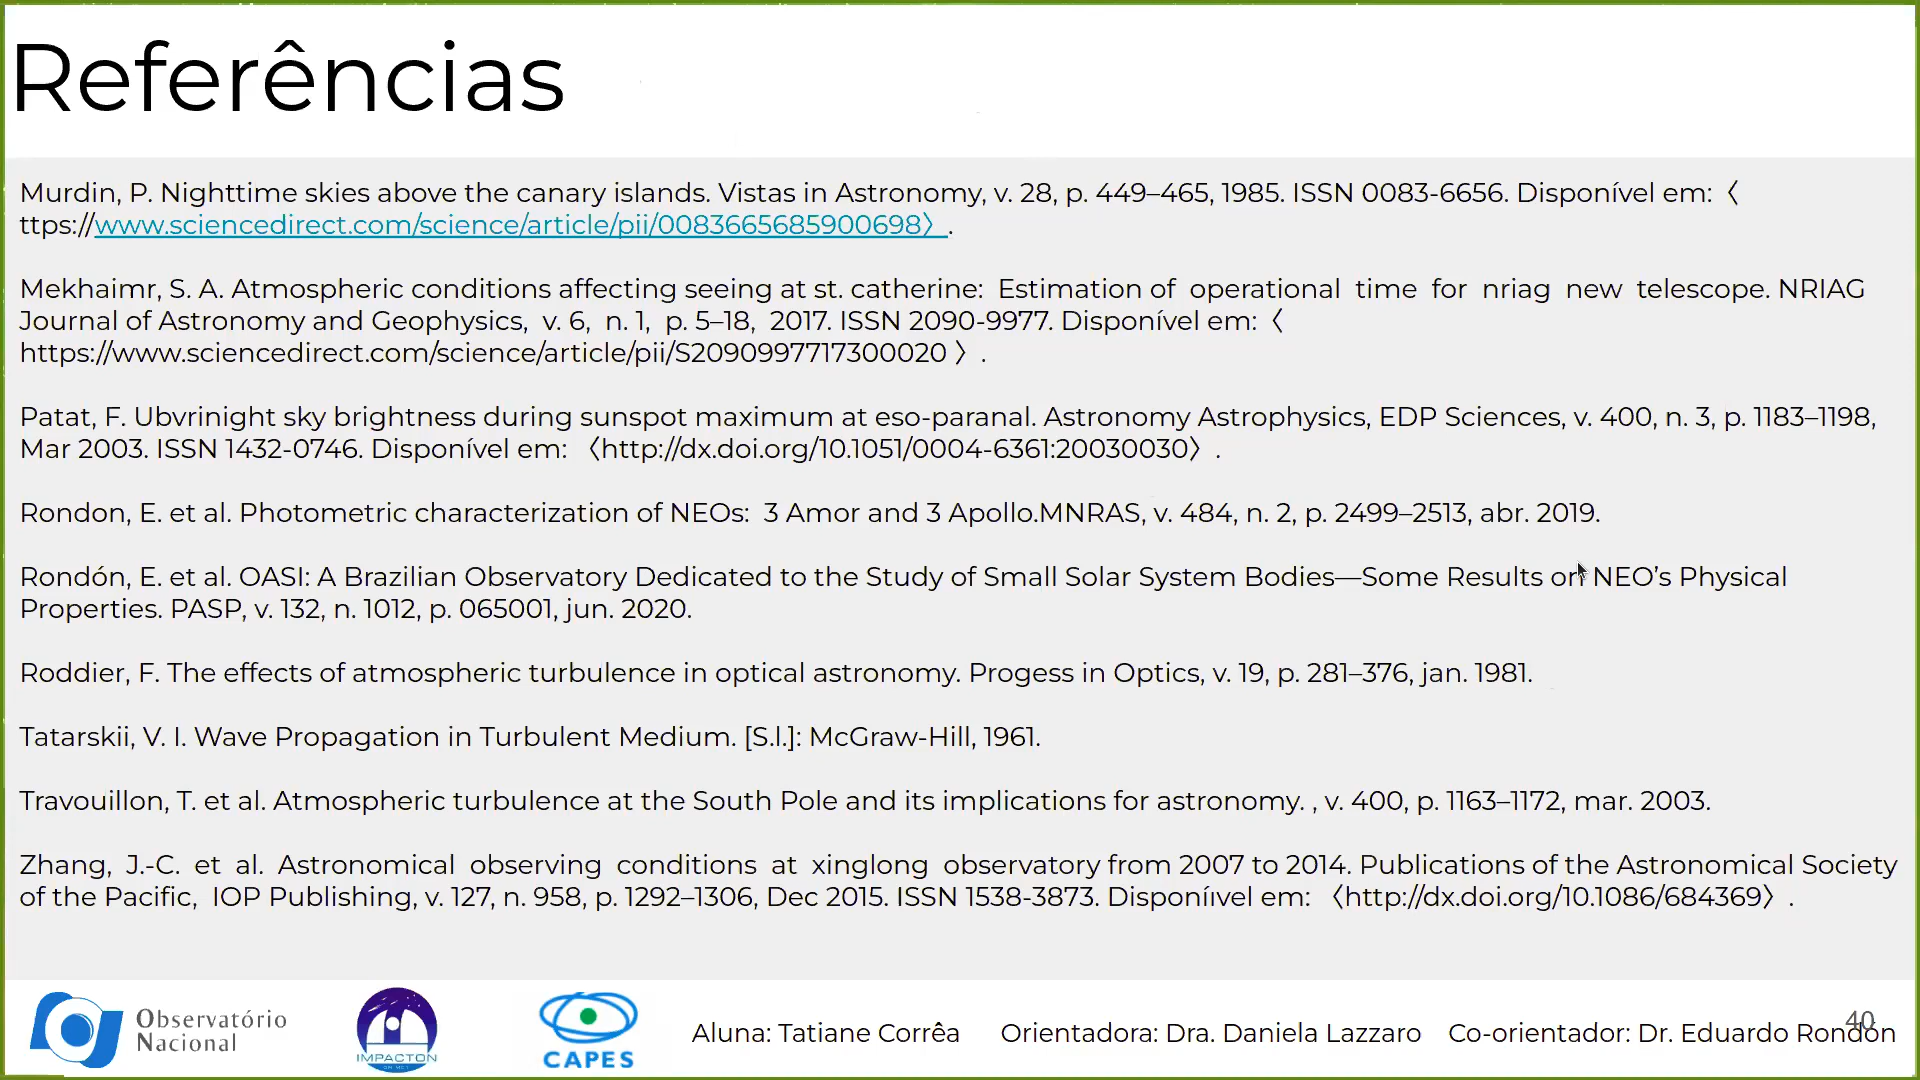 Referências
Murdin, P. Nighttime skies above the canary islands. Vistas in Astronomy, v. 28, p. 449–465, 1985. ISSN 0083-6656. Disponível em: 〈
ttps://www.sciencedirect.com/science/article/pii/0083665685900698〉 .
Mekhaimr, S. A. Atmospheric conditions affecting seeing at st. catherine: Estimation of operational time for nriag new telescope. NRIAG
Journal of Astronomy and Geophysics, v. 6, n. 1, p. 5–18, 2017. ISSN 2090-9977. Disponível em: 〈
https://www.sciencedirect.com/science/article/pii/S2090997717300020 〉 .
Patat, F. Ubvrinight sky brightness during sunspot maximum at eso-paranal. Astronomy Astrophysics, EDP Sciences, v. 400, n. 3, p. 1183–1198,
Mar 2003. ISSN 1432-0746. Disponível em: 〈http://dx.doi.org/10.1051/0004-6361:20030030〉 .
Rondon, E. et al. Photometric characterization of NEOs: 3 Amor and 3 Apollo.MNRAS, v. 484, n. 2, p. 2499–2513, abr. 2019.
Rondón, E. et al. OASI: A Brazilian Observatory Dedicated to the Study of Small Solar System Bodies—Some Results on NEO’s Physical
Properties. PASP, v. 132, n. 1012, p. 065001, jun. 2020.
Roddier, F. The effects of atmospheric turbulence in optical astronomy. Progess in Optics, v. 19, p. 281–376, jan. 1981.
Tatarskii, V. I. Wave Propagation in Turbulent Medium. [S.l.]: McGraw-Hill, 1961.
Travouillon, T. et al. Atmospheric turbulence at the South Pole and its implications for astronomy. , v. 400, p. 1163–1172, mar. 2003.
Zhang, J.-C. et al. Astronomical observing conditions at xinglong observatory from 2007 to 2014. Publications of the Astronomical Society
of the Pacific, IOP Publishing, v. 127, n. 958, p. 1292–1306, Dec 2015. ISSN 1538-3873. Disponíıvel em: 〈http://dx.doi.org/10.1086/684369〉 .
Observatório
Nacional
IMPACTON
ON MCT
CAPES
Aluna: Tatiane Corrêa Orientadora: Dra. Daniela Lazzaro Co-orientador: Dr. Eduardo Rondón
40